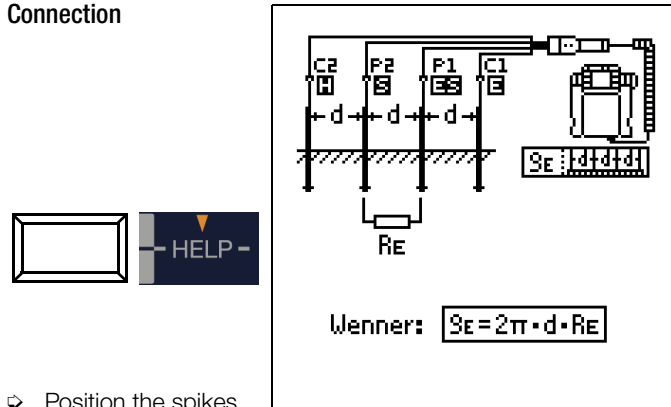 Connection
C2 P2 P1 C1
H S ES E
d d d
ρE d d d
RE
HELP
Wenner: ρE=2π·d·RE
➭ Position the spikes